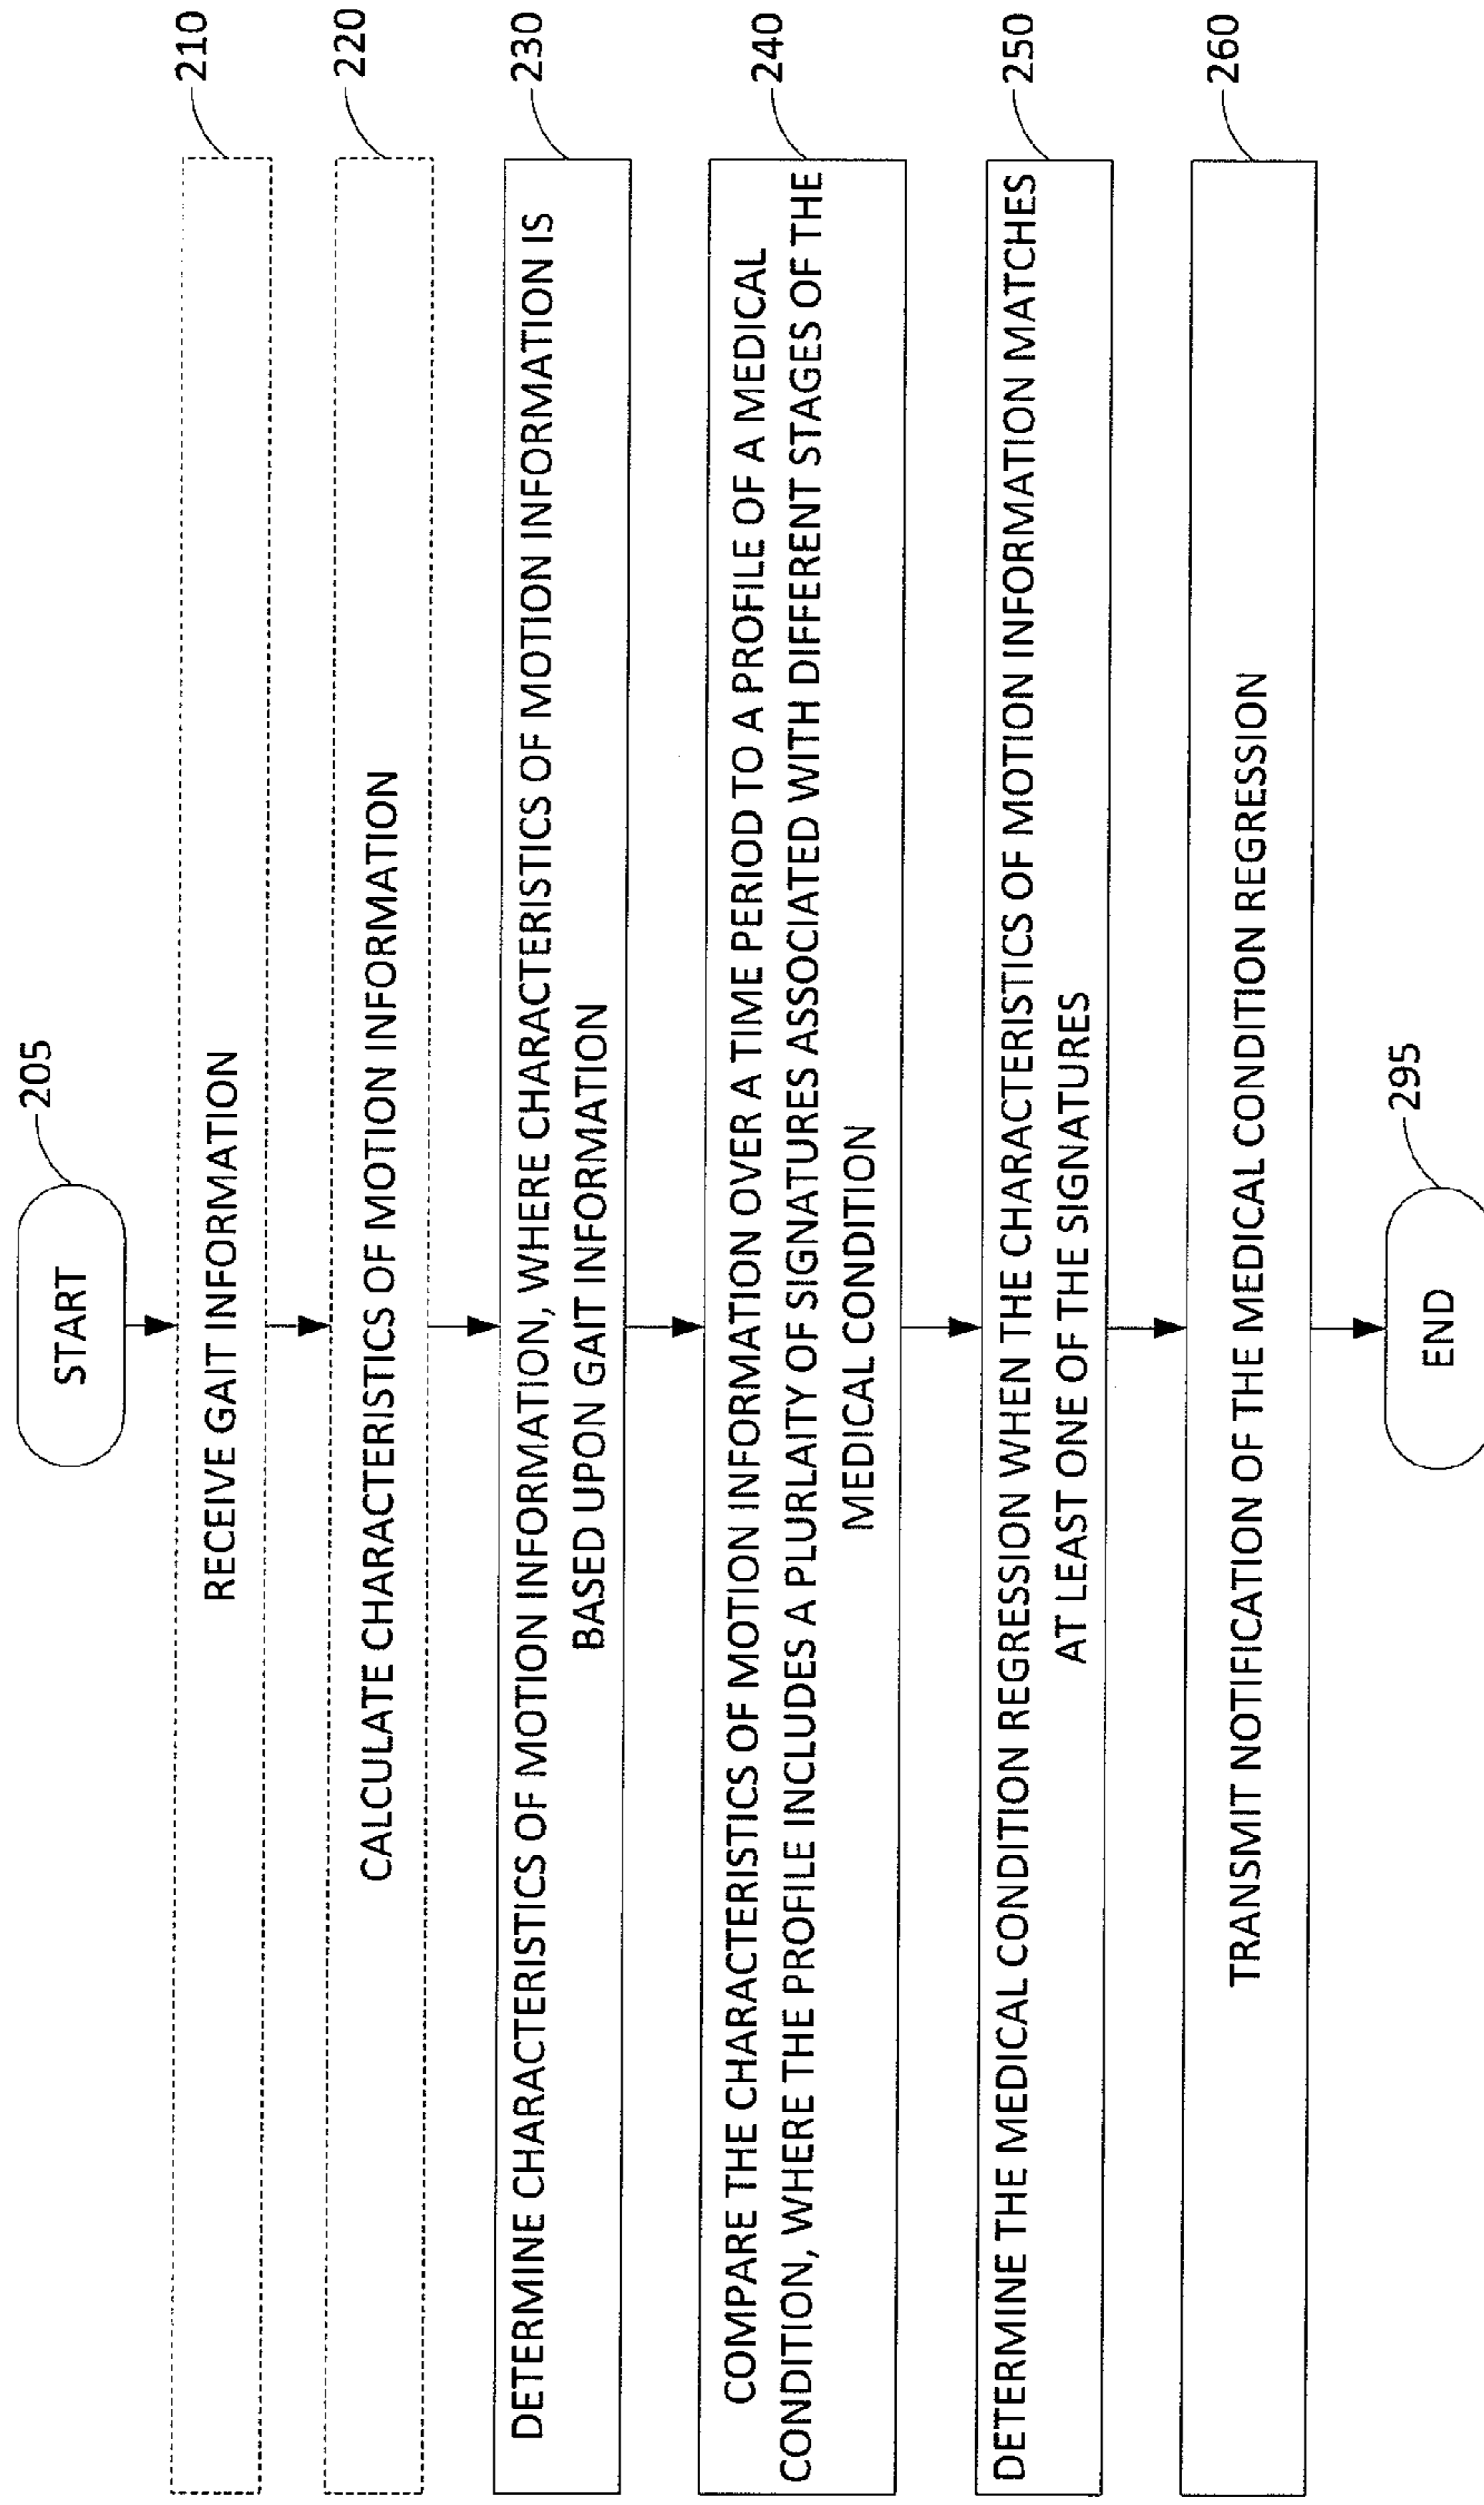 START
205
RECEIVE GAIT INFORMATION
210
CALCULATE CHARACTERISTICS OF MOTION INFORMATION
220
DETERMINE CHARACTERISTICS OF MOTION INFORMATION, WHERE CHARACTERISTICS OF MOTION INFORMATION IS
BASED UPON GAIT INFORMATION
230
COMPARE THE CHARACTERISTICS OF MOTION INFORMATION OVER A TIME PERIOD TO A PROFILE OF A MEDICAL
CONDITION, WHERE THE PROFILE INCLUDES A PLURLAITY OF SIGNATURES ASSOCIATED WITH DIFFERENT STAGES OF THE
MEDICAL CONDITION
240
DETERMINE THE MEDICAL CONDITION REGRESSION WHEN THE CHARACTERISTICS OF MOTION INFORMATION MATCHES
AT LEAST ONE OF THE SIGNATURES
250
TRANSMIT NOTIFICATION OF THE MEDICAL CONDITION REGRESSION
260
END
295